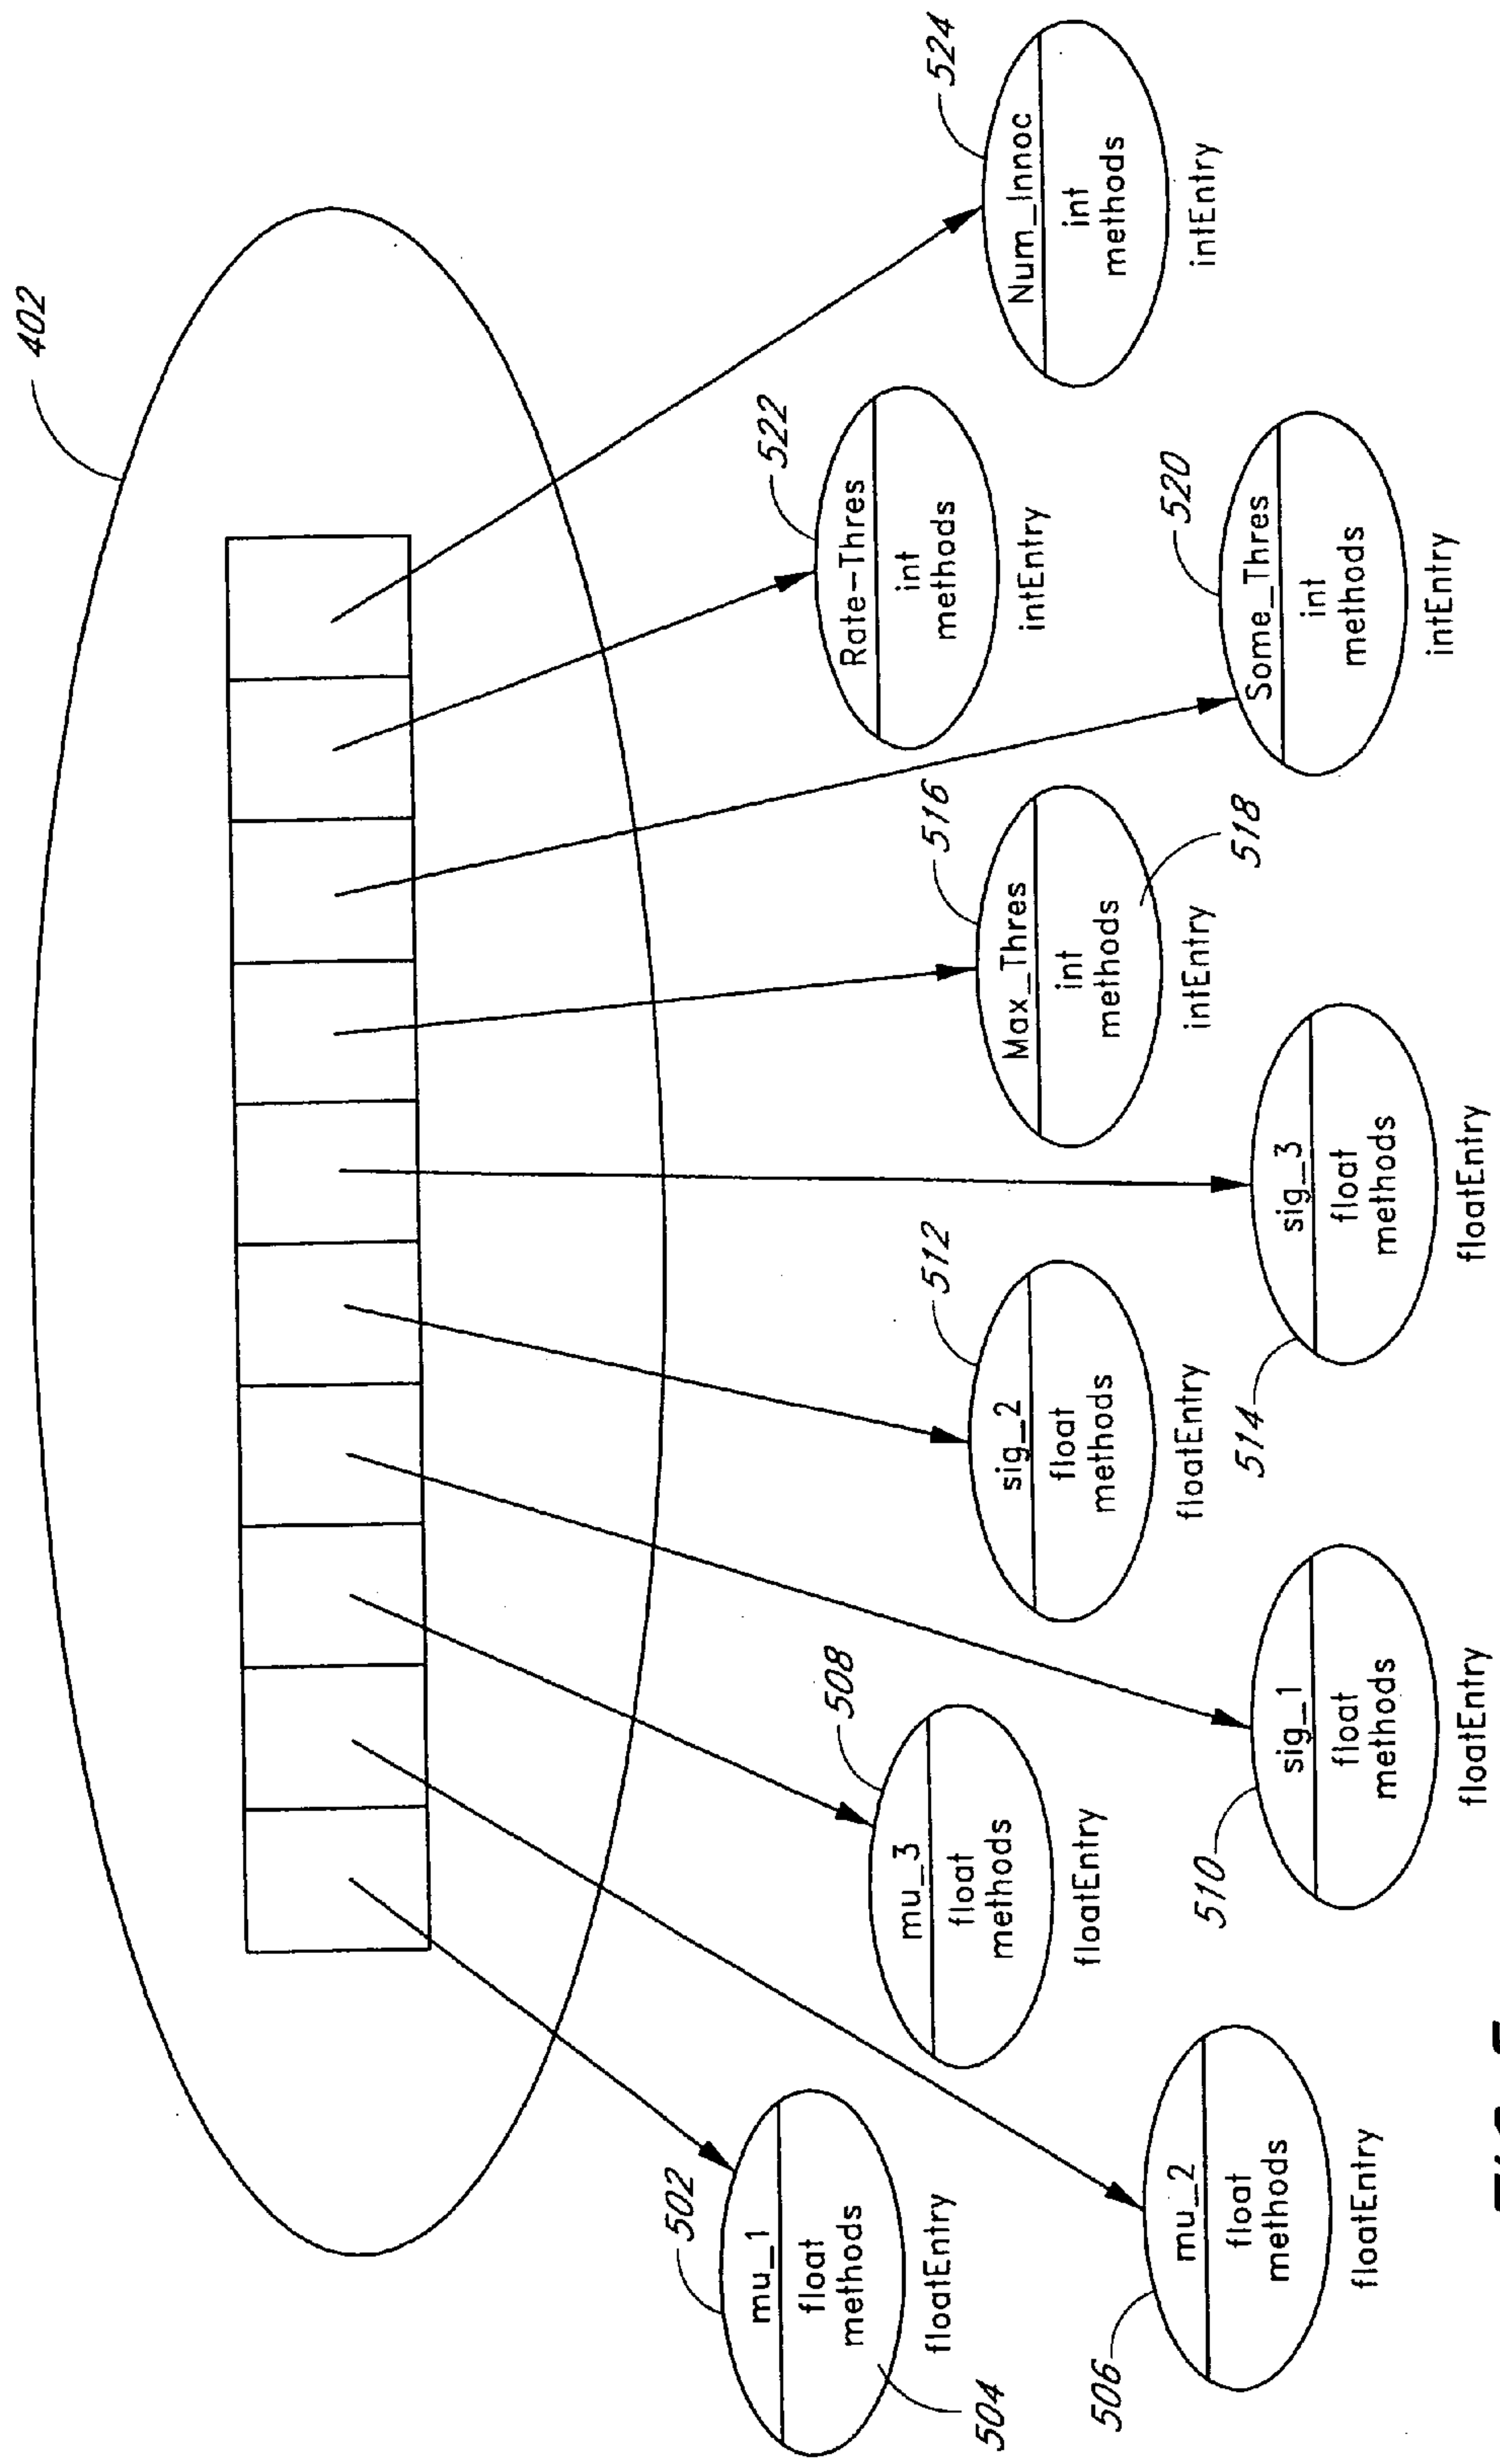 402
502
mu_1
float
methods
floatEntry
504
506
mu_2
float
methods
floatEntry
508
mu_3
float
methods
floatEntry
510
sig_1
float
methods
floatEntry
512
sig_2
float
methods
floatEntry
514
sig_3
float
methods
floatEntry
516
Max_Thres
int
methods
518
intEntry
520
Some_Thres
int
methods
intEntry
522
Rate-Thres
int
methods
intEntry
524
Num_Innoc
int
methods
intEntry